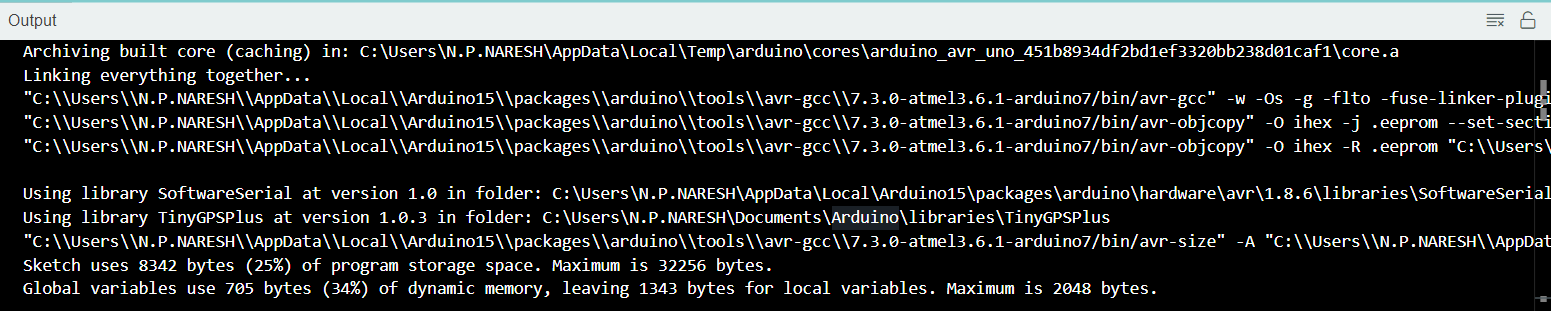 Output
Archiving built core (caching) in: C:\Users\N.P.NARESH\AppData\Local\Temp\arduino\cores\arduino_avr_uno_451b8934df2bd1ef3320bb238d01caf1\core.a
Linking everything together...
"C:\\Users\\N.P.NARESH\\AppData\\Local\\Arduino15\\packages\\arduino\\tools\\avr-gcc\\7.3.0-atmel3.6.1-arduino7/bin/avr-gcc" -w -Os -g -flto -fuse-linker-plugi
"C:\\Users\\N.P.NARESH\\AppData\\Local\\Arduino15\\packages\\arduino\\tools\\avr-gcc\\7.3.0-atmel3.6.1-arduino7/bin/avr-objcopy" -O ihex -j .eeprom --set-secti
"C:\\Users\\N.P.NARESH\\AppData\\Local\\Arduino15\\packages\\arduino\\tools\\avr-gcc\\7.3.0-atmel3.6.1-arduino7/bin/avr-objcopy" -O ihex -R .eeprom "C:\\Users\
Using library SoftwareSerial at version 1.0 in folder: C:\Users\N.P.NARESH\AppData\Local\Arduino15\packages\arduino\hardware\avr\1.8.6\libraries\SoftwareSerial
Using library TinyGPSPlus at version 1.0.3 in folder: C:\Users\N.P.NARESH\Documents\Arduino\libraries\TinyGPSPlus
"C:\\Users\\N.P.NARESH\\AppData\\Local\\Arduino15\\packages\\arduino\\tools\\avr-gcc\\7.3.0-atmel3.6.1-arduino7/bin/avr-size" -A "C:\\Users\\N.P.NARESH\\AppDat
Sketch uses 8342 bytes (25%) of program storage space. Maximum is 32256 bytes.
Global variables use 705 bytes (34%) of dynamic memory, leaving 1343 bytes for local variables. Maximum is 2048 bytes.